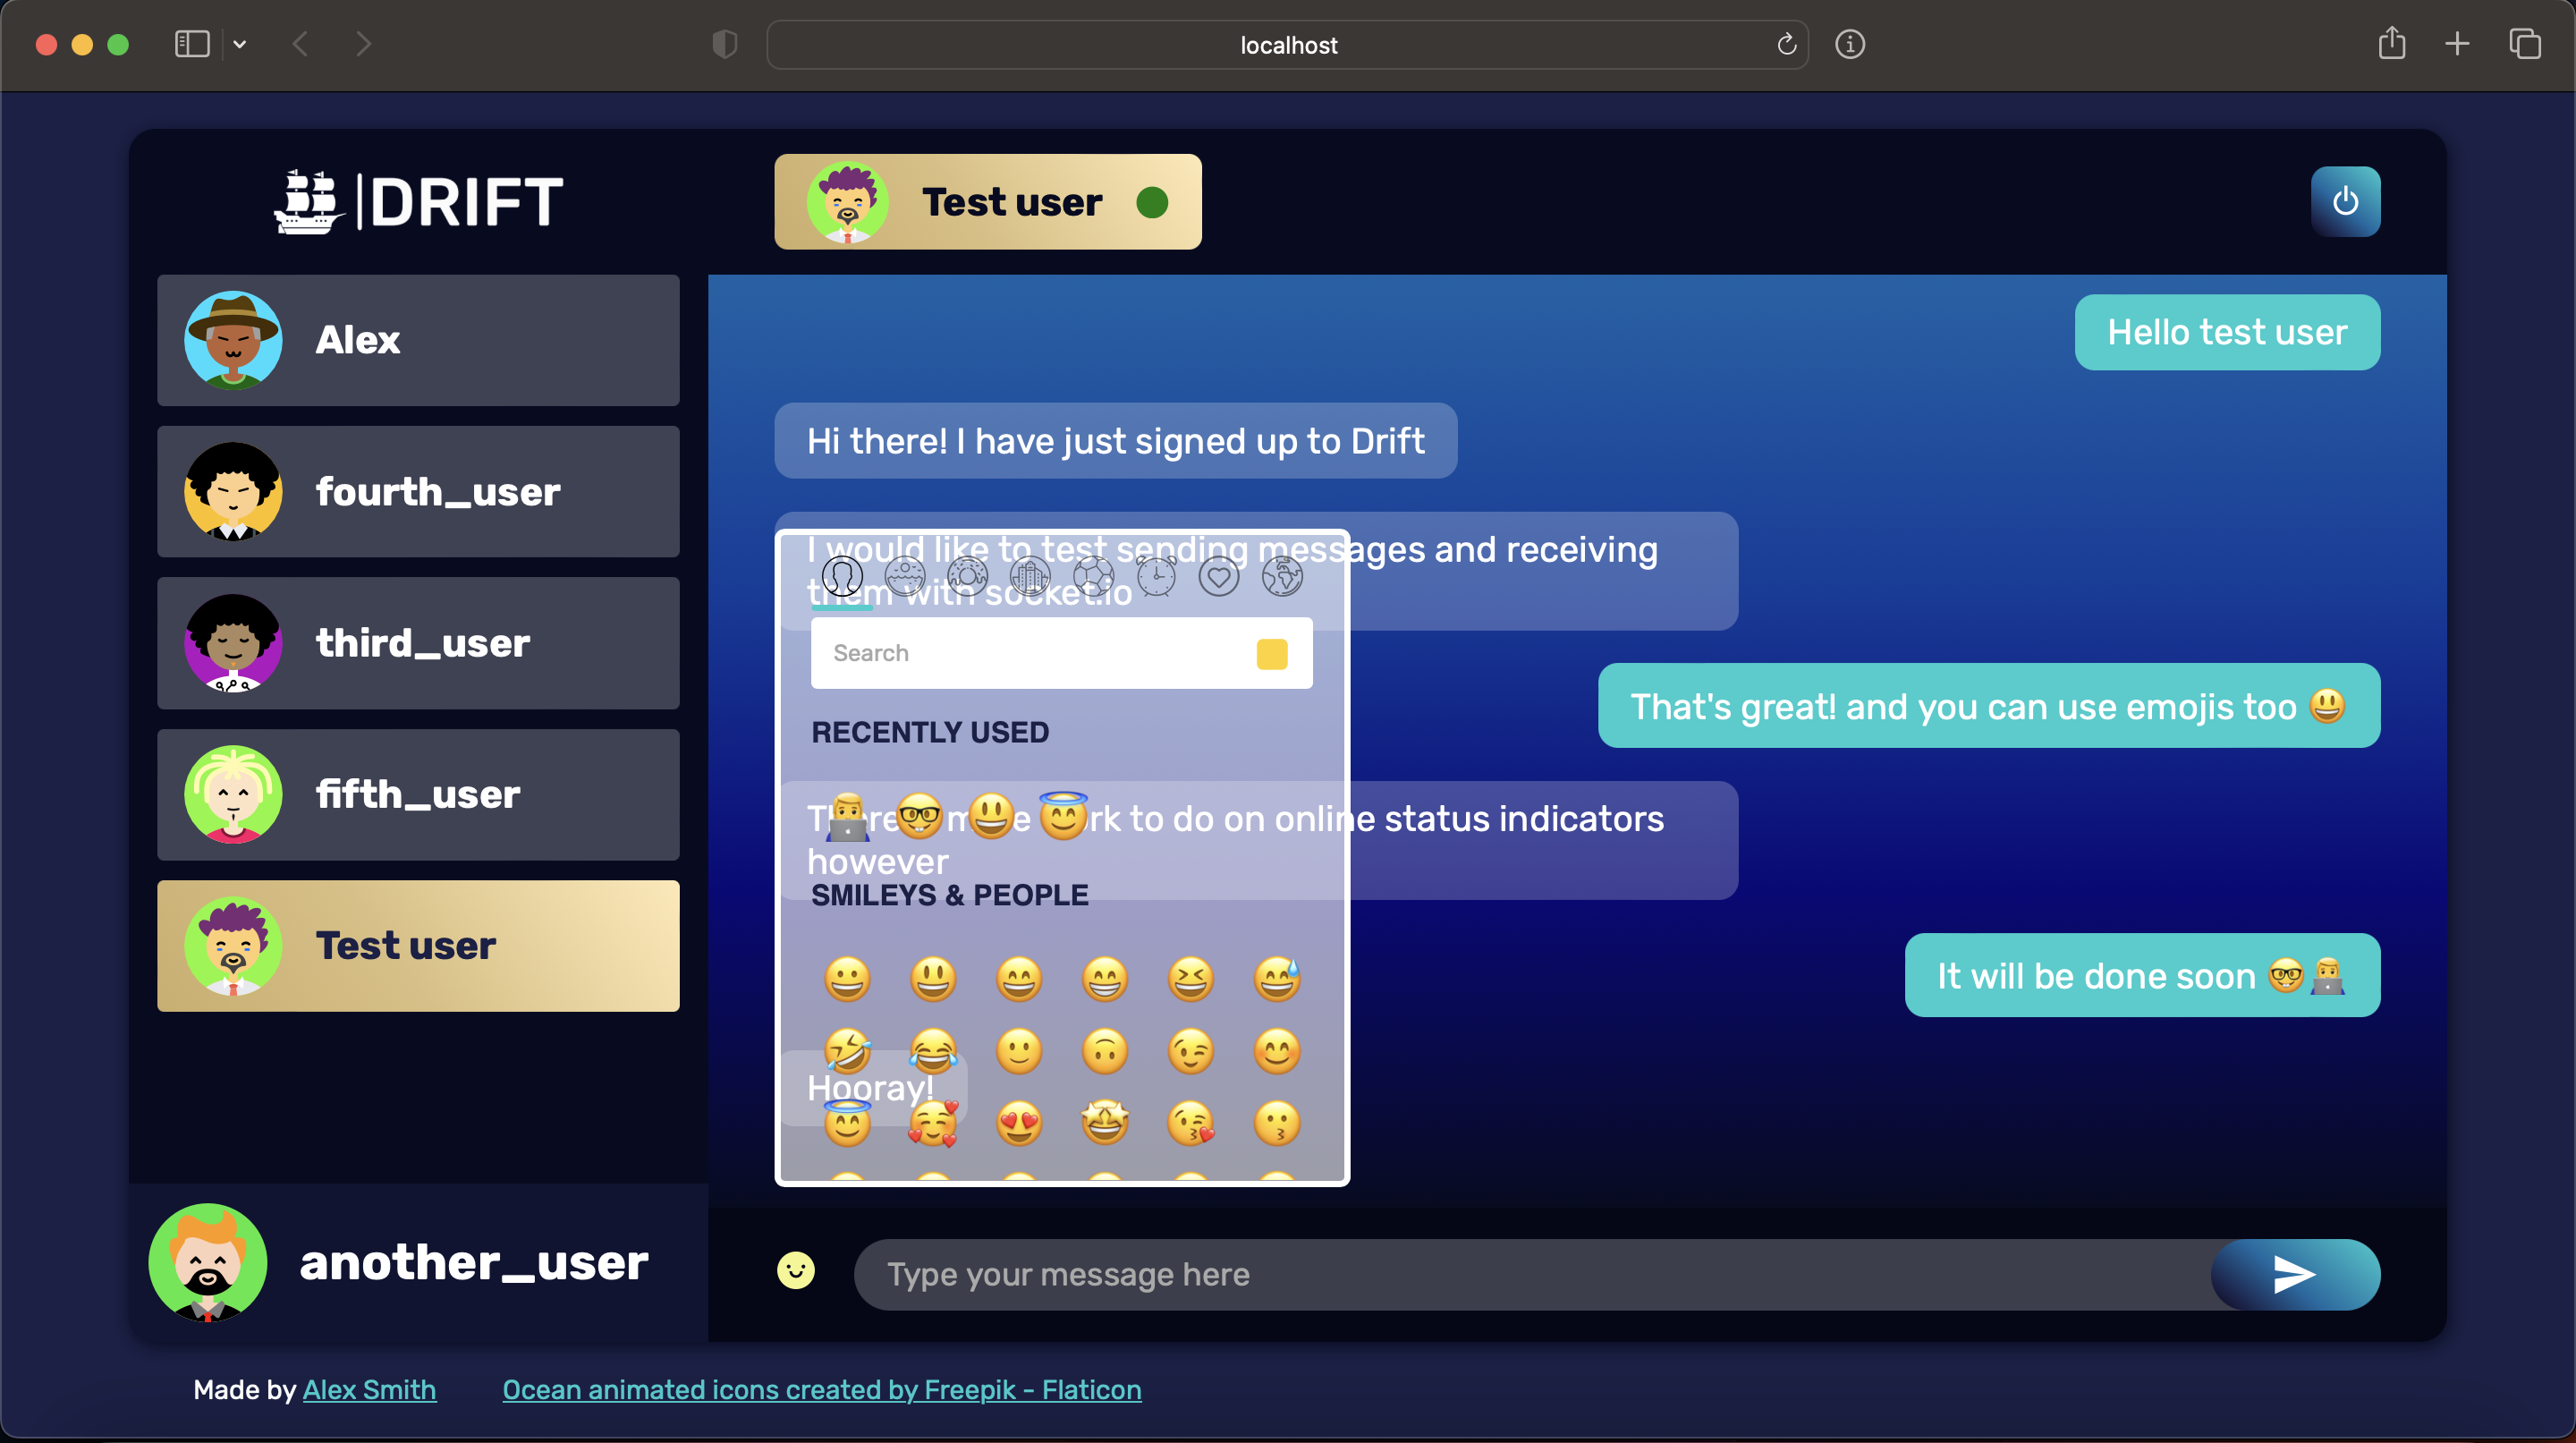 localhost
DRIFT
Test user
Alex
fourth_user
third_user
fifth_user
Test user
another_user
Hello test user
Hi there! I have just signed up to Drift
I would like to test sending messages and receiving
them with socket.io
Search
RECENTLY USED
That's great! and you can use emojis too 😃
rk to do on online status indicators
however
SMILEYS & PEOPLE
It will be done soon 🤓👨‍💻
Hooray!
Type your message here
Made by Alex Smith
Ocean animated icons created by Freepik - Flaticon